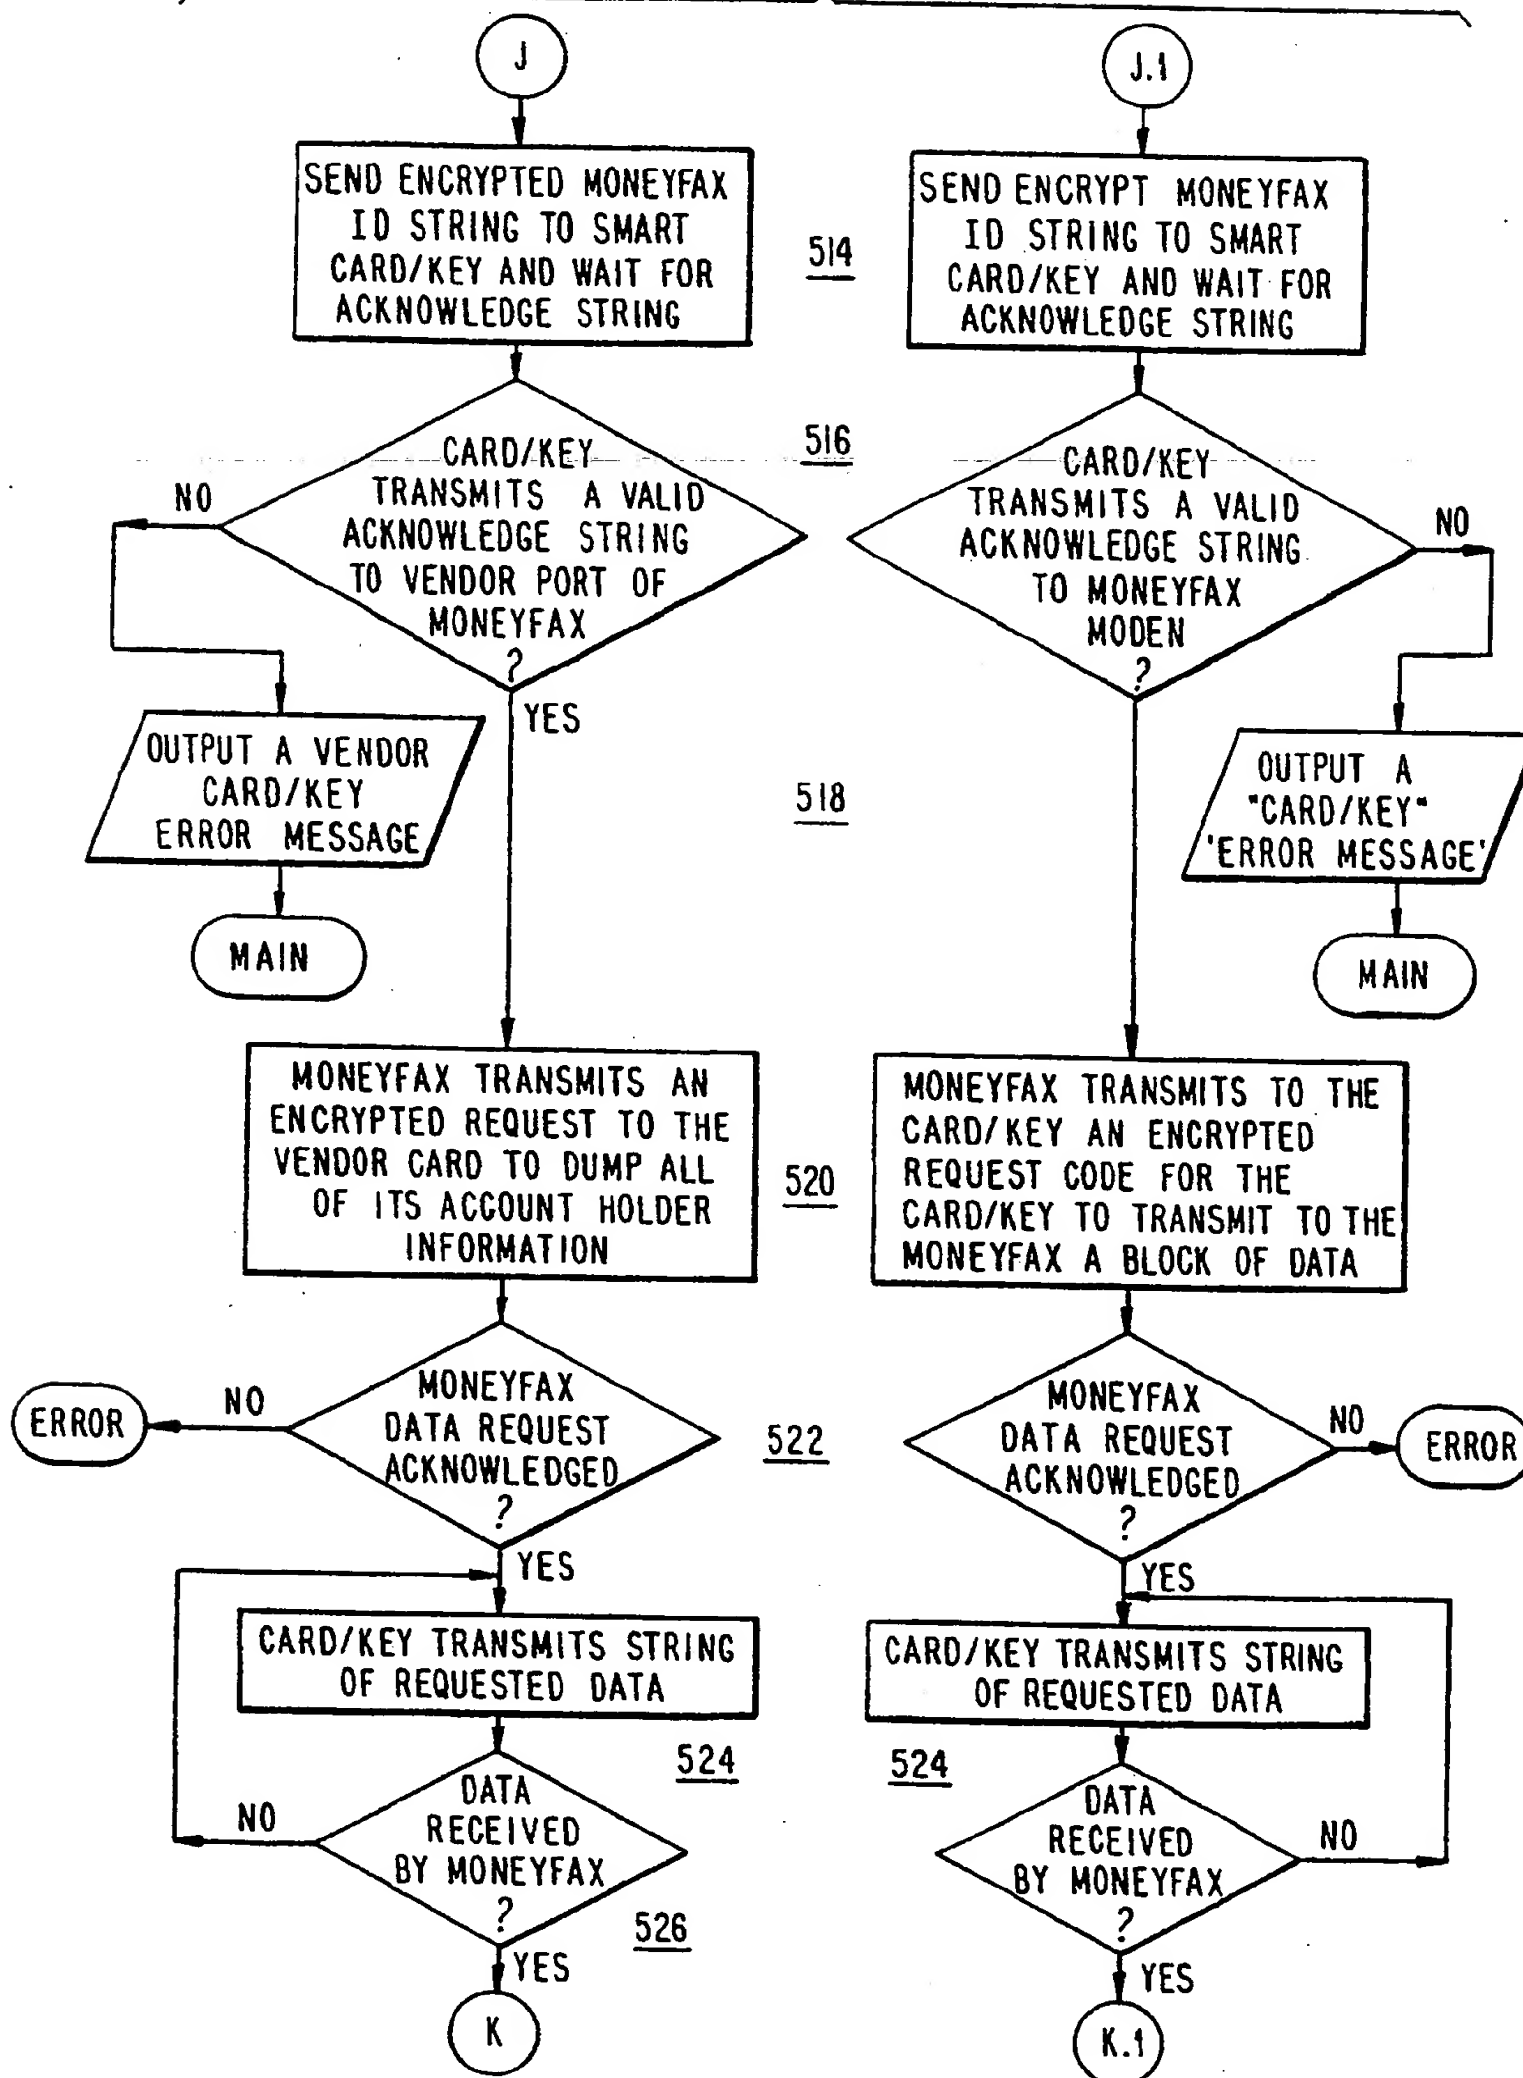 J
SEND ENCRYPTED MONEYFAX
ID STRING TO SMART
CARD/KEY AND WAIT FOR
ACKNOWLEDGE STRING
CARD/KEY
TRANSMITS A VALID
ACKNOWLEDGE STRING
TO VENDOR PORT OF
MONEYFAX
?
NO
YES
OUTPUT A VENDOR
CARD/KEY
ERROR MESSAGE
MAIN
MONEYFAX TRANSMITS AN
ENCRYPTED REQUEST TO THE
VENDOR CARD TO DUMP ALL
OF ITS ACCOUNT HOLDER
INFORMATION
MONEYFAX
DATA REQUEST
ACKNOWLEDGED
?
NO
ERROR
YES
CARD/KEY TRANSMITS STRING
OF REQUESTED DATA
DATA
RECEIVED
BY MONEYFAX
?
NO
YES
K
514
516
518
520
522
524
524
526
J.1
SEND ENCRYPT MONEYFAX
ID STRING TO SMART
CARD/KEY AND WAIT FOR
ACKNOWLEDGE STRING
CARD/KEY
TRANSMITS A VALID
ACKNOWLEDGE STRING
TO MONEYFAX
MODEN
?
NO
OUTPUT A
"CARD/KEY"
'ERROR MESSAGE'
MAIN
MONEYFAX TRANSMITS TO THE
CARD/KEY AN ENCRYPTED
REQUEST CODE FOR THE
CARD/KEY TO TRANSMIT TO THE
MONEYFAX A BLOCK OF DATA
MONEYFAX
DATA REQUEST
ACKNOWLEDGED
?
NO
ERROR
YES
CARD/KEY TRANSMITS STRING
OF REQUESTED DATA
DATA
RECEIVED
BY MONEYFAX
?
NO
YES
K.1